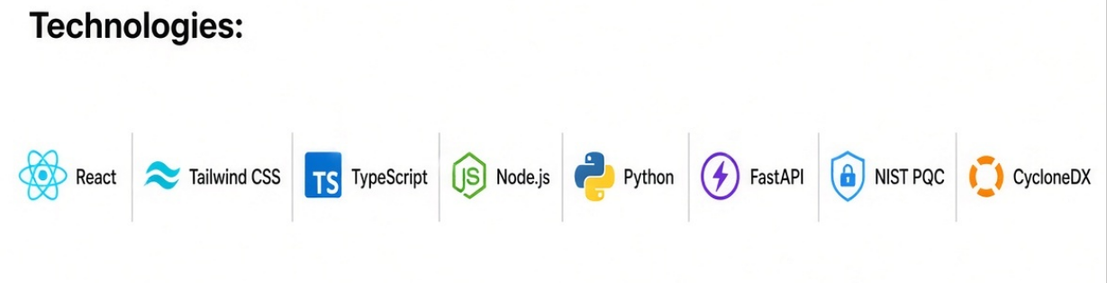 Technologies:
React Tailwind CSS TS TypeScript JS Node.js Python FastAPI NIST PQC CycloneDX